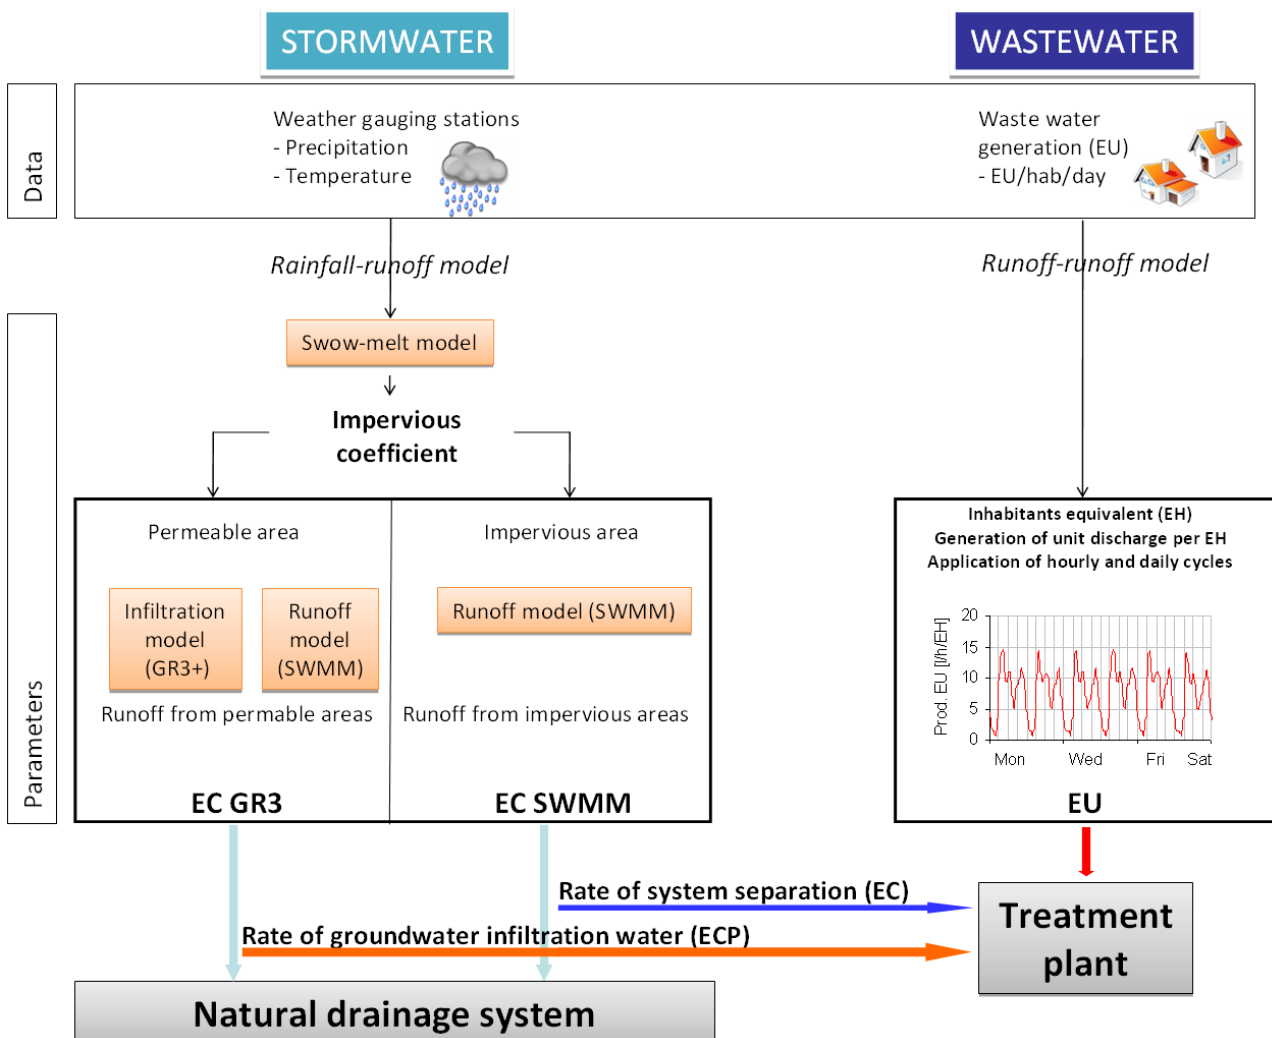 STORMWATER
WASTEWATER
Data
Weather gauging stations
- Precipitation
- Temperature
Waste water
generation (EU)
- EU/hab/day
Rainfall-runoff model
Runoff-runoff model
Parameters
Swow-melt model
Impervious
coefficient
Permeable area
Impervious area
Infiltration
model
(GR3+)
Runoff
model
(SWMM)
Runoff model (SWMM)
Runoff from permable areas
Runoff from impervious areas
EC GR3
EC SWMM
Inhabitants equivalent (EH)
Generation of unit discharge per EH
Application of hourly and daily cycles
Prod. EU [l/h/EH]
20
15
10
5
0
Mon
Wed
Fri
Sat
EU
Rate of system separation (EC)
Rate of groundwater infiltration water (ECP)
Treatment
plant
Natural drainage system